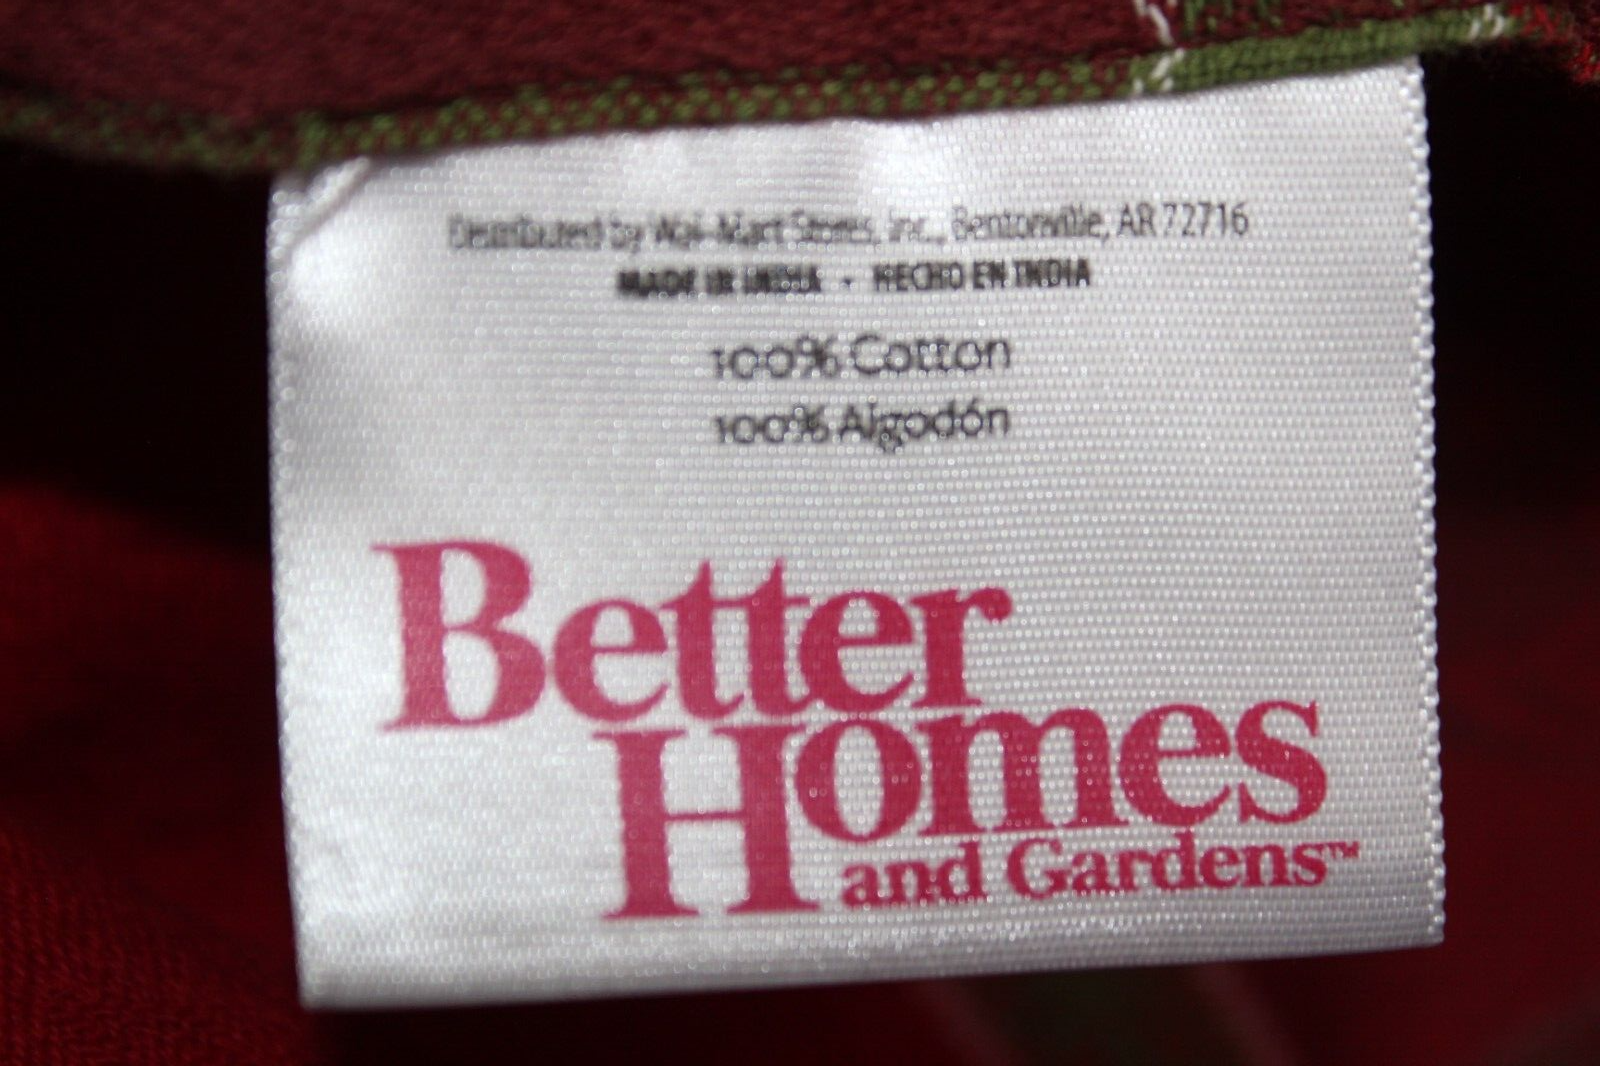 Distributed by Wal-Mart Stores, Inc., Bentonville, AR 72716
MADE IN INDIA - HECHO EN INDIA
100% Cotton
100% Algodón
Better
Homes
and Gardens™